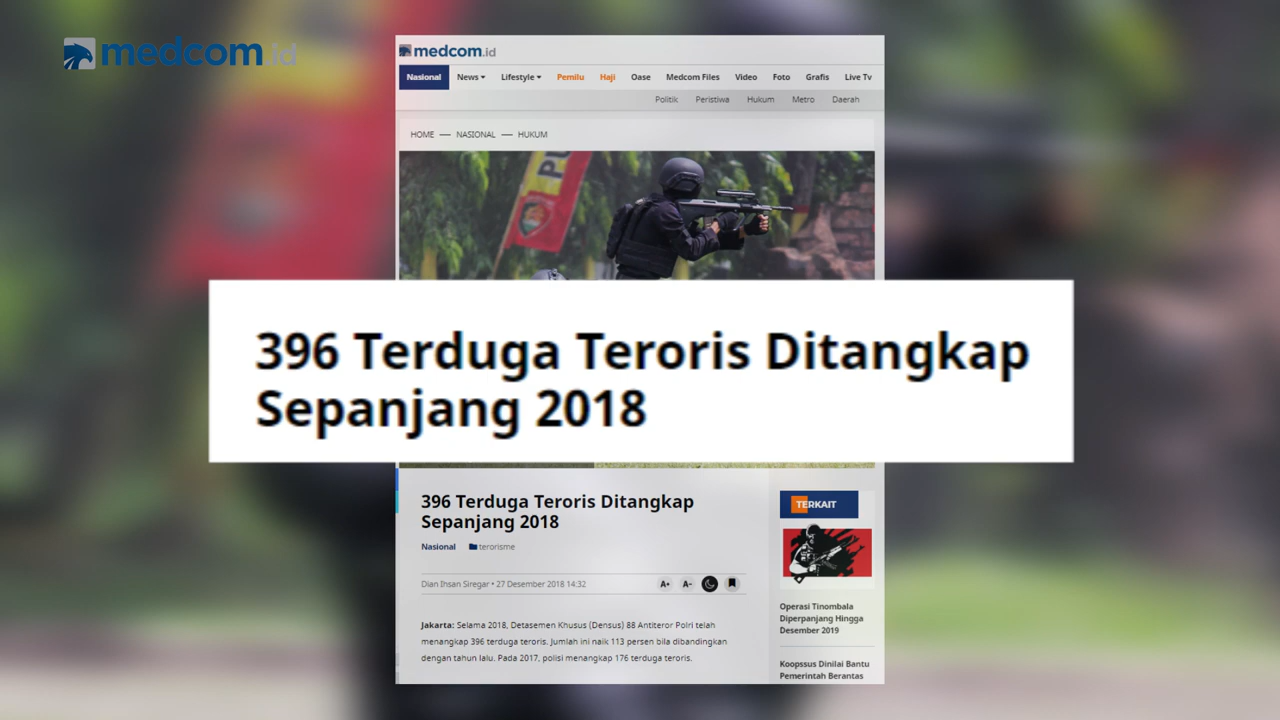 medcom.id
medcom.id
Nasional News Lifestyle Pemilu Haji Oase Medcom Files Video Foto Grafis Live Tv
Politik Peristiwa Hukum Metro Daerah
HOME — NASIONAL — HUKUM
PO
396 Terduga Teroris Ditangkap
Sepanjang 2018
396 Terduga Teroris Ditangkap
Sepanjang 2018
Nasional terorisme
Dian Ihsan Siregar • 27 Desember 2018 14:32
A+ A-
Jakarta: Selama 2018, Detasemen Khusus (Densus) 88 Antiteror Polri telah
menangkap 396 terduga teroris. Jumlah ini naik 113 persen bila dibandingkan
dengan tahun lalu. Pada 2017, polisi menangkap 176 terduga teroris.
TERKAIT
Operasi Tinombala
Diperpanjang Hingga
Desember 2019
Koopssus Dinilai Bantu
Pemerintah Berantas